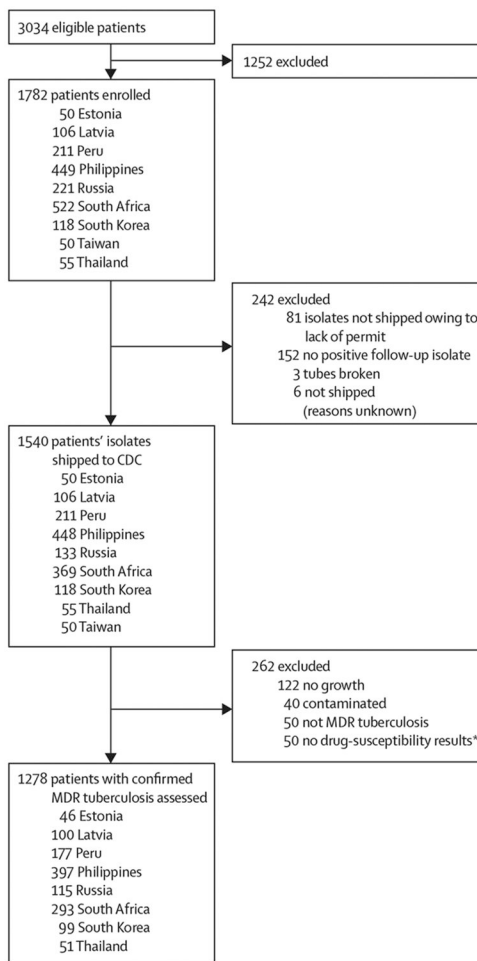 3034 eligible patients
1252 excluded
1782 patients enrolled
50 Estonia
106 Latvia
211 Peru
449 Philippines
221 Russia
522 South Africa
118 South Korea
50 Taiwan
55 Thailand
242 excluded
81 isolates not shipped owing to
lack of permit
152 no positive follow-up isolate
3 tubes broken
6 not shipped
(reasons unknown)
1540 patients' isolates
shipped to CDC
50 Estonia
106 Latvia
211 Peru
448 Philippines
133 Russia
369 South Africa
118 South Korea
55 Thailand
50 Taiwan
262 excluded
122 no growth
40 contaminated
50 not MDR tuberculosis
50 no drug-susceptibility results*
1278 patients with confirmed
MDR tuberculosis assessed
46 Estonia
100 Latvia
177 Peru
397 Philippines
115 Russia
293 South Africa
99 South Korea
51 Thailand